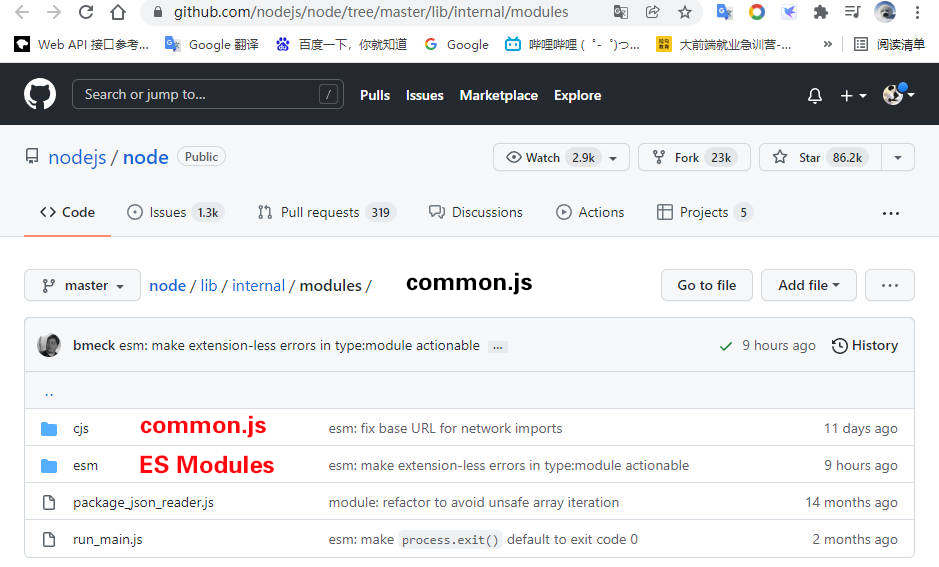 github.com/nodejs/node/tree/master/lib/internal/modules
Web API 接口参考...
Google 翻译
百度一下，你就知道
Google
哔哩哔哩 ( ゜- ゜)つ...
大前端就业急训营-...
»
阅读清单
Search or jump to...
/
Pulls
Issues
Marketplace
Explore
nodejs / node
Public
Watch 2.9k
Fork 23k
Star 86.2k
Code
Issues 1.3k
Pull requests 319
Discussions
Actions
Projects 5
...
master
node / lib / internal / modules /
common.js
Go to file
Add file
...
bmeck esm: make extension-less errors in type:module actionable ...
9 hours ago
History
..
cjs
common.js
esm: fix base URL for network imports
11 days ago
esm
ES Modules
esm: make extension-less errors in type:module actionable
9 hours ago
package_json_reader.js
module: refactor to avoid unsafe array iteration
14 months ago
run_main.js
esm: make process.exit() default to exit code 0
2 months ago